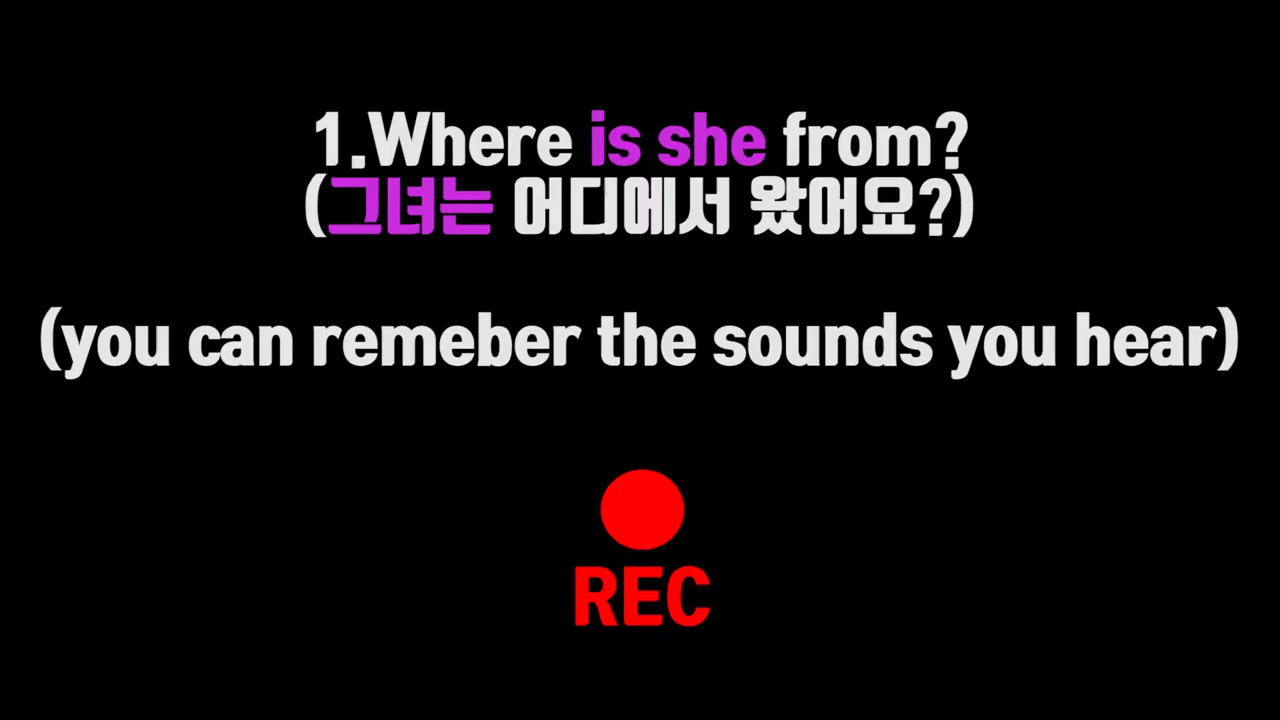 1.Where is she from?
(그녀는 어디에서 왔어요?)
(you can remeber the sounds you hear)
REC